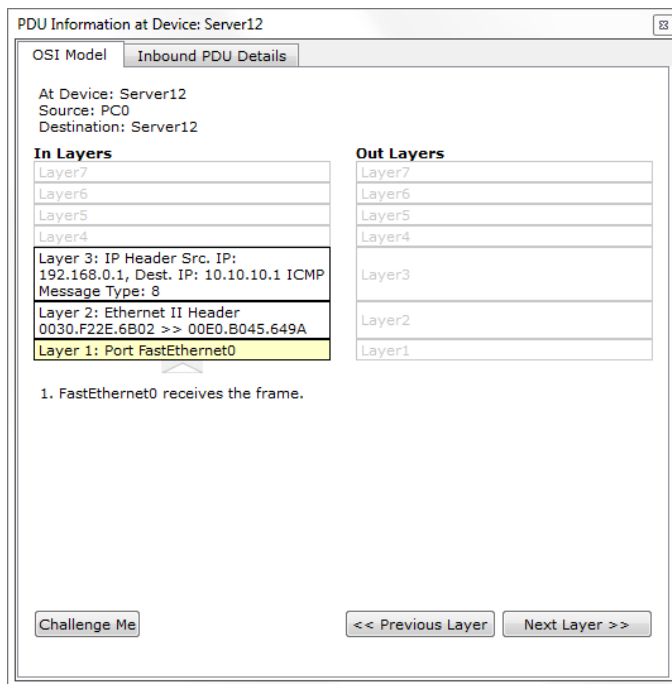 PDU Information at Device: Server12
OSI Model
Inbound PDU Details
At Device: Server12
Source: PC0
Destination: Server12
In Layers
Layer7
Layer6
Layer5
Layer4
Layer 3: IP Header Src. IP:
192.168.0.1, Dest. IP: 10.10.10.1 ICMP
Message Type: 8
Layer 2: Ethernet II Header
0030.F22E.6B02 >> 00E0.B045.649A
Layer 1: Port FastEthernet0
Out Layers
Layer7
Layer6
Layer5
Layer4
Layer3
Layer2
Layer1
1. FastEthernet0 receives the frame.
Challenge Me
<< Previous Layer
Next Layer >>